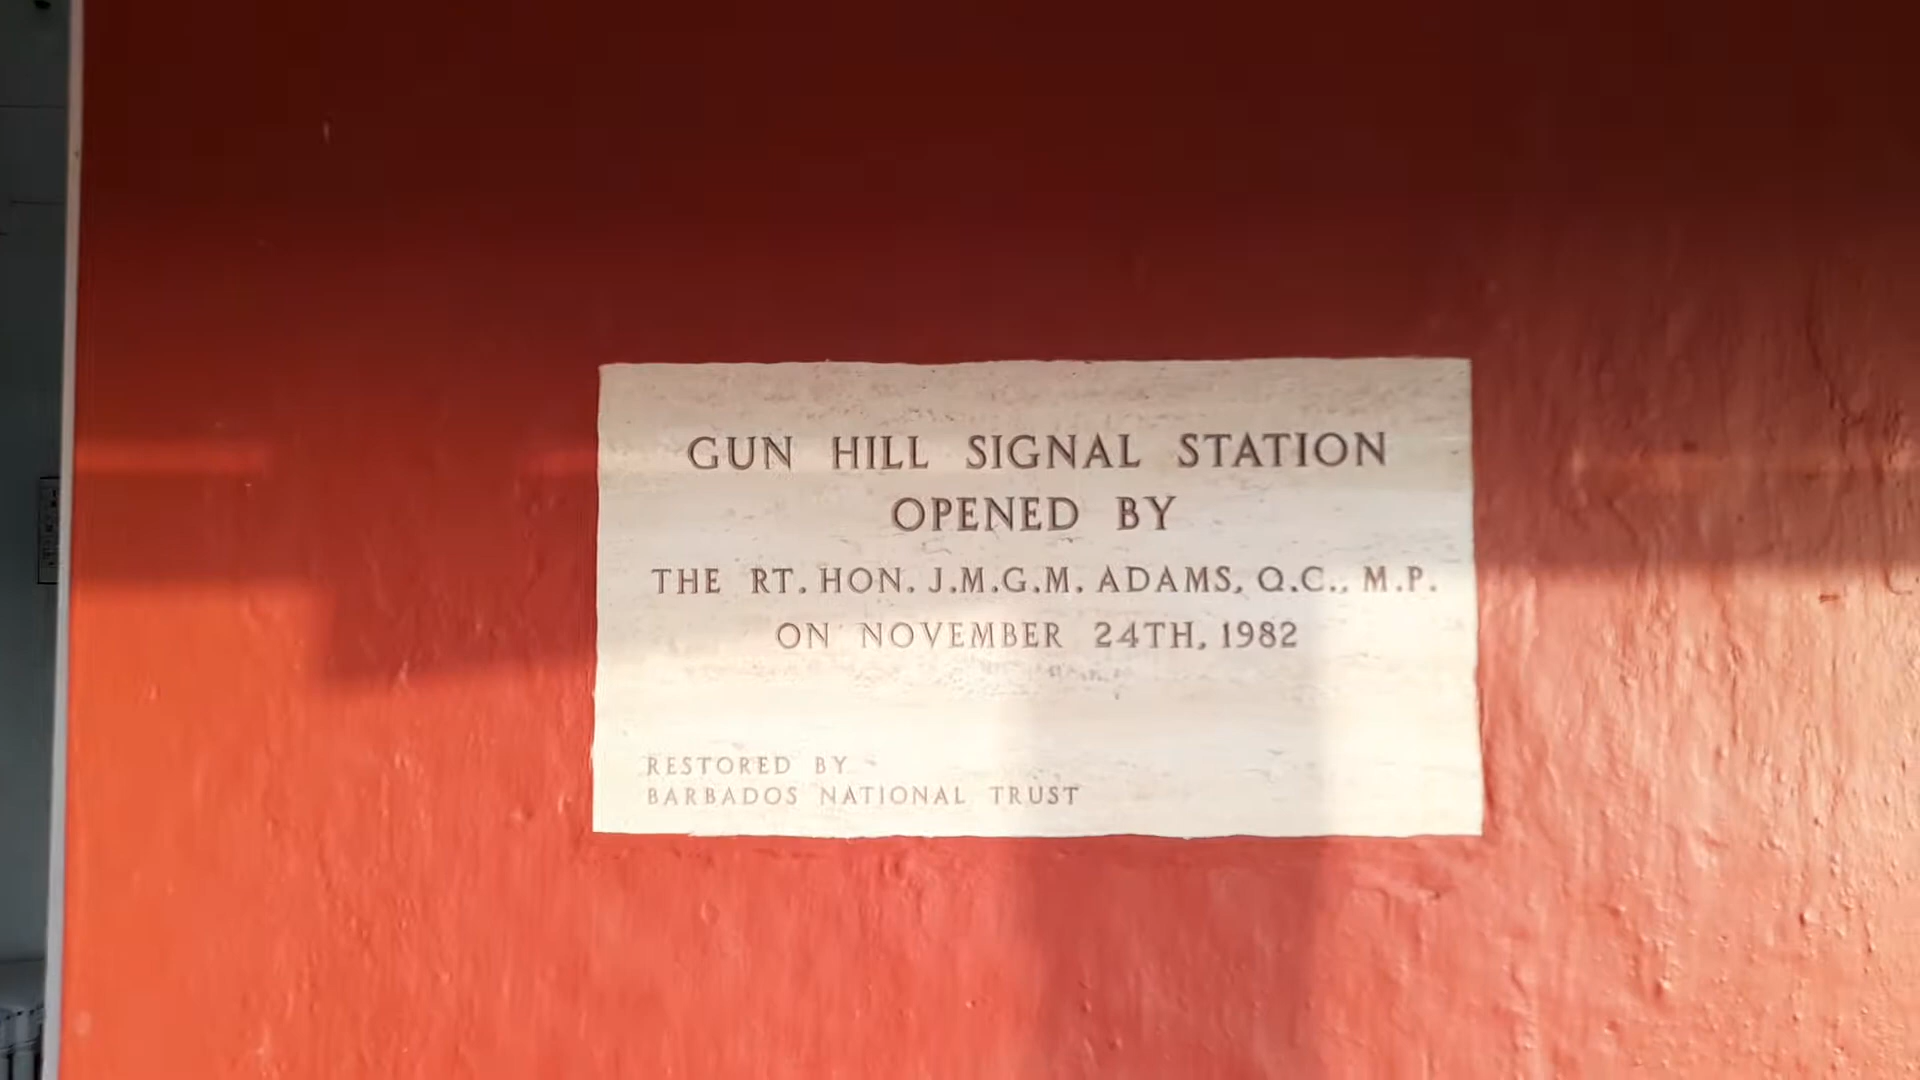 GUN HILL SIGNAL STATION
OPENED BY
THE RT. HON. J.M.G.M. ADAMS, Q.C., M.P.
ON NOVEMBER 24TH, 1982
RESTORED BY
BARBADOS NATIONAL TRUST